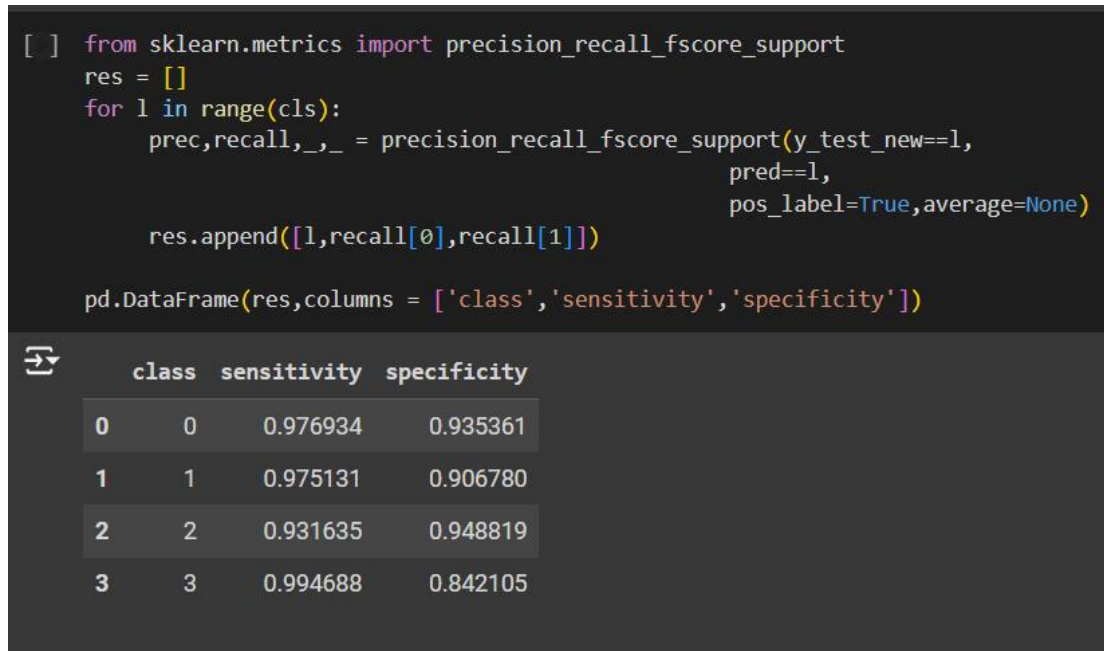 [ ] from sklearn.metrics import precision_recall_fscore_support
res = []
for l in range(cls):
prec,recall,_,_ = precision_recall_fscore_support(y_test_new==l,
pred==l,
pos_label=True,average=None)
res.append([l,recall[0],recall[1]])
pd.DataFrame(res,columns = ['class','sensitivity','specificity'])
class sensitivity specificity
0 0 0.976934 0.935361
1 1 0.975131 0.906780
2 2 0.931635 0.948819
3 3 0.994688 0.842105